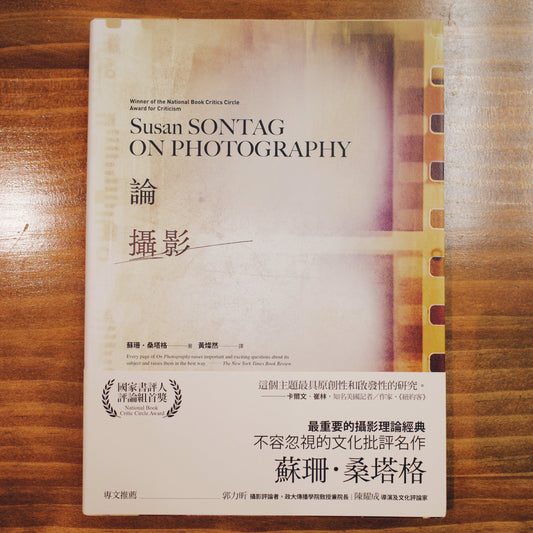 Winner of the National Book Critics Circle
Award for Criticism
Susan SONTAG
ON PHOTOGRAPHY
論
攝影
蘇珊・桑塔格——著 黃燦然——譯
Every page of On Photography raises important and exciting questions about its
subject and raises them in the best way ——The New York Times Book Review
國家書評人
評論組首獎
National Book
Critic Circle Award
這個主題最具原創性和啟發性的研究。
——卡爾文・崔林，知名美國記者／作家，《紐約客》
最重要的攝影理論經典
不容忽視的文化批評名作
蘇珊・桑塔格
專文推薦——郭力昕 攝影評論者、政大傳播學院教授兼院長｜陳耀成 導演及文化評論家